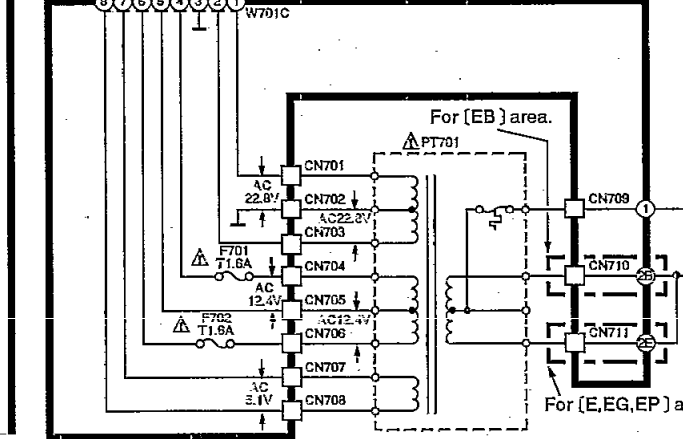 8 7 6 5 4 3 2 1
W701C
For [EB] area.
PT701
CN701
AC
22.8V
CN702
AC22.8V
CN703
CN709
1
F701
T1.6A
CN704
AC
12.4V
CN710
2B
CN705
AC12.4V
F702
T1.6A
CN706
CN711
2E
CN707
AC
CN708
For [E,EG,EP] a